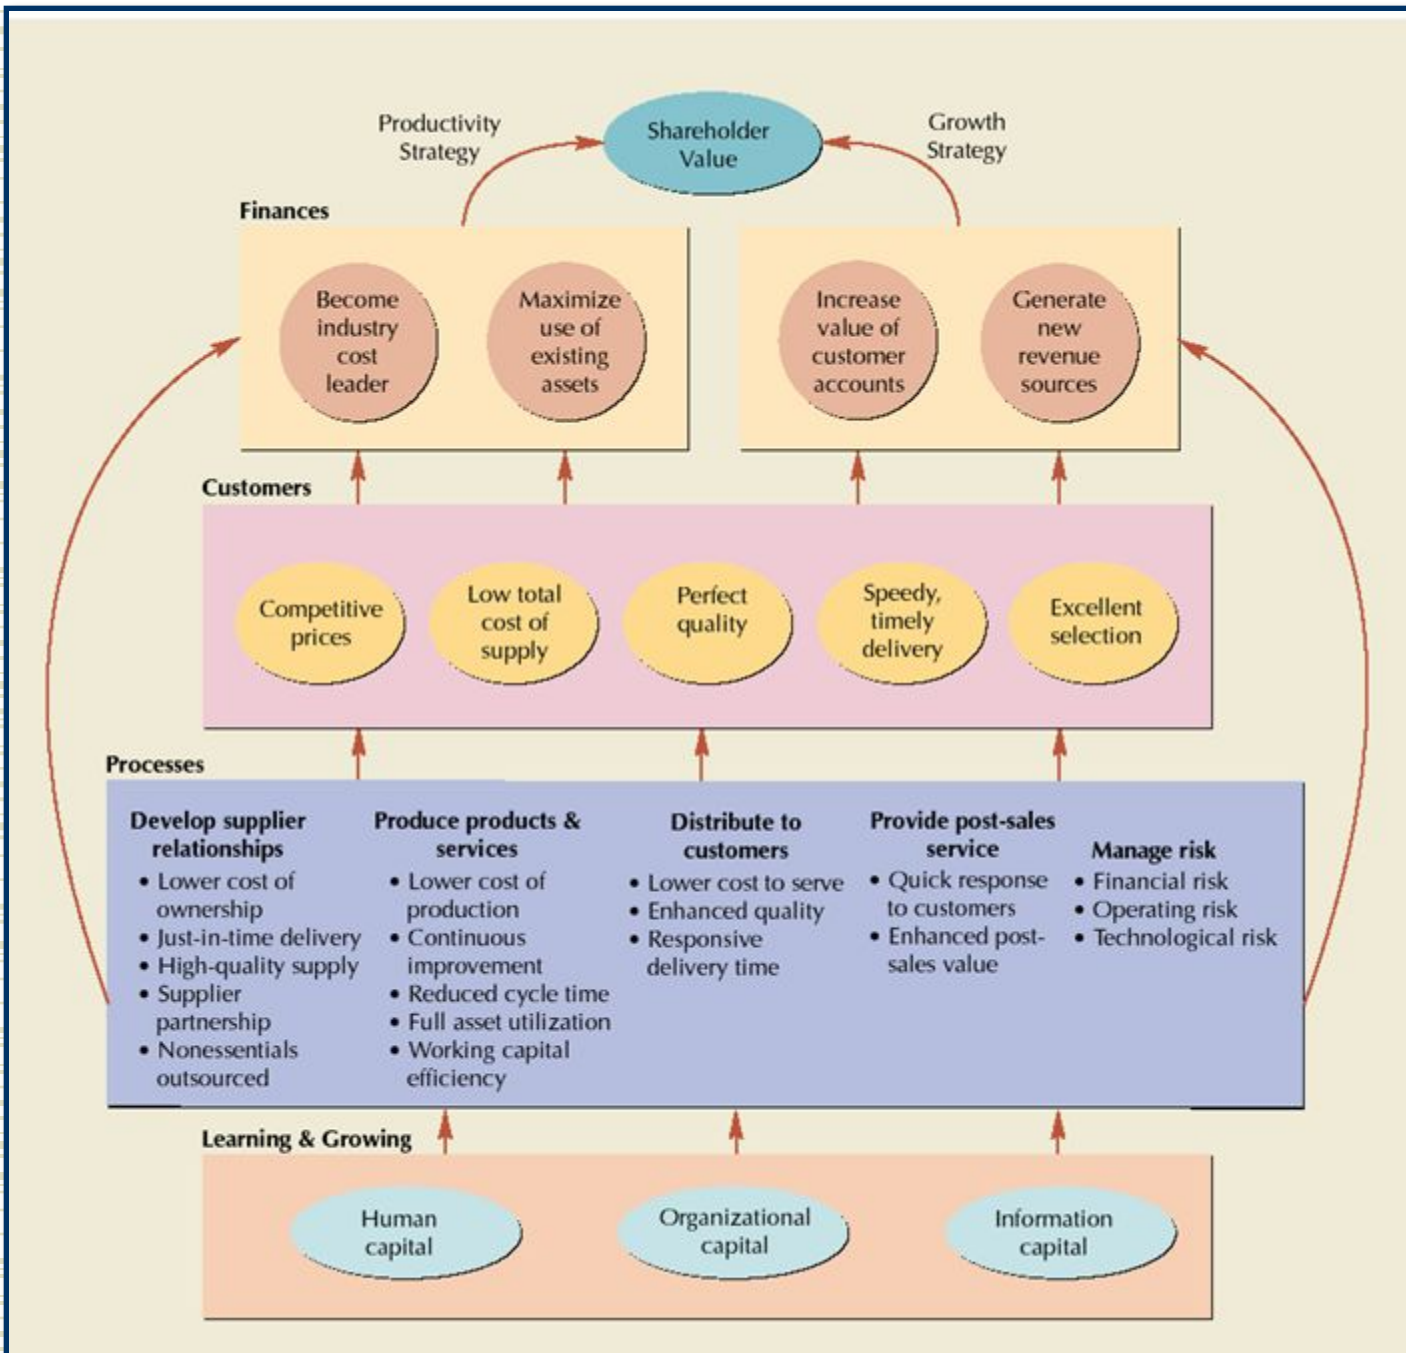 Productivity
Strategy
Shareholder
Value
Growth
Strategy
Finances
Become
industry
cost
leader
Maximize
use of
existing
assets
Increase
value of
customer
accounts
Generate
new
revenue
sources
Customers
Competitive
prices
Low total
cost of
supply
Perfect
quality
Speedy,
timely
delivery
Excellent
selection
Processes
Develop supplier
relationships
• Lower cost of
ownership
• Just-in-time delivery
• High-quality supply
• Supplier
partnership
• Nonessentials
outsourced
Produce products &
services
• Lower cost of
production
• Continuous
improvement
• Reduced cycle time
• Full asset utilization
• Working capital
efficiency
Distribute to
customers
• Lower cost to serve
• Enhanced quality
• Responsive
delivery time
Provide post-sales
service
• Quick response
to customers
• Enhanced post-
sales value
Manage risk
• Financial risk
• Operating risk
• Technological risk
Learning & Growing
Human
capital
Organizational
capital
Information
capital